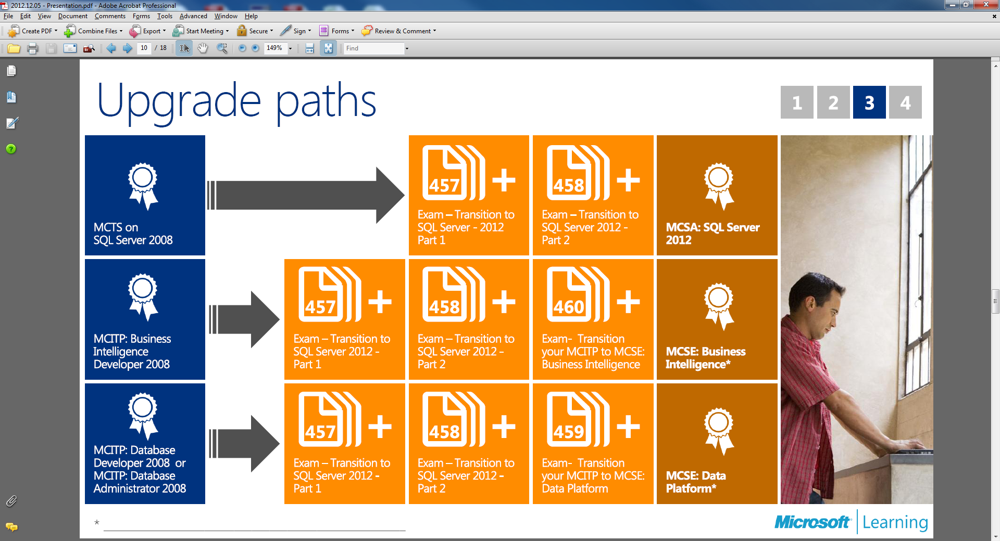 2012.12.05 - Presentation.pdf - Adobe Acrobat Professional
File Edit View Document Comments Forms Tools Advanced Window Help
Create PDF Combine Files Export Start Meeting Secure Sign Forms Review & Comment
10 / 18 149% Find
Upgrade paths
1 2 3 4
MCTS on
SQL Server 2008
457 +
Exam – Transition to
SQL Server - 2012
Part 1
458 +
Exam – Transition to
SQL Server 2012 -
Part 2
MCSA: SQL Server
2012
MCITP: Business
Intelligence
Developer 2008
457 +
Exam – Transition to
SQL Server 2012 -
Part 1
458 +
Exam – Transition to
SQL Server 2012 -
Part 2
460 +
Exam- Transition
your MCITP to MCSE:
Business Intelligence
MCSE: Business
Intelligence*
MCITP: Database
Developer 2008 or
MCITP: Database
Administrator 2008
457 +
Exam – Transition to
SQL Server 2012 -
Part 1
458 +
Exam – Transition to
SQL Server 2012 -
Part 2
459 +
Exam- Transition
your MCITP to MCSE:
Data Platform
MCSE: Data
Platform*
*
Microsoft | Learning